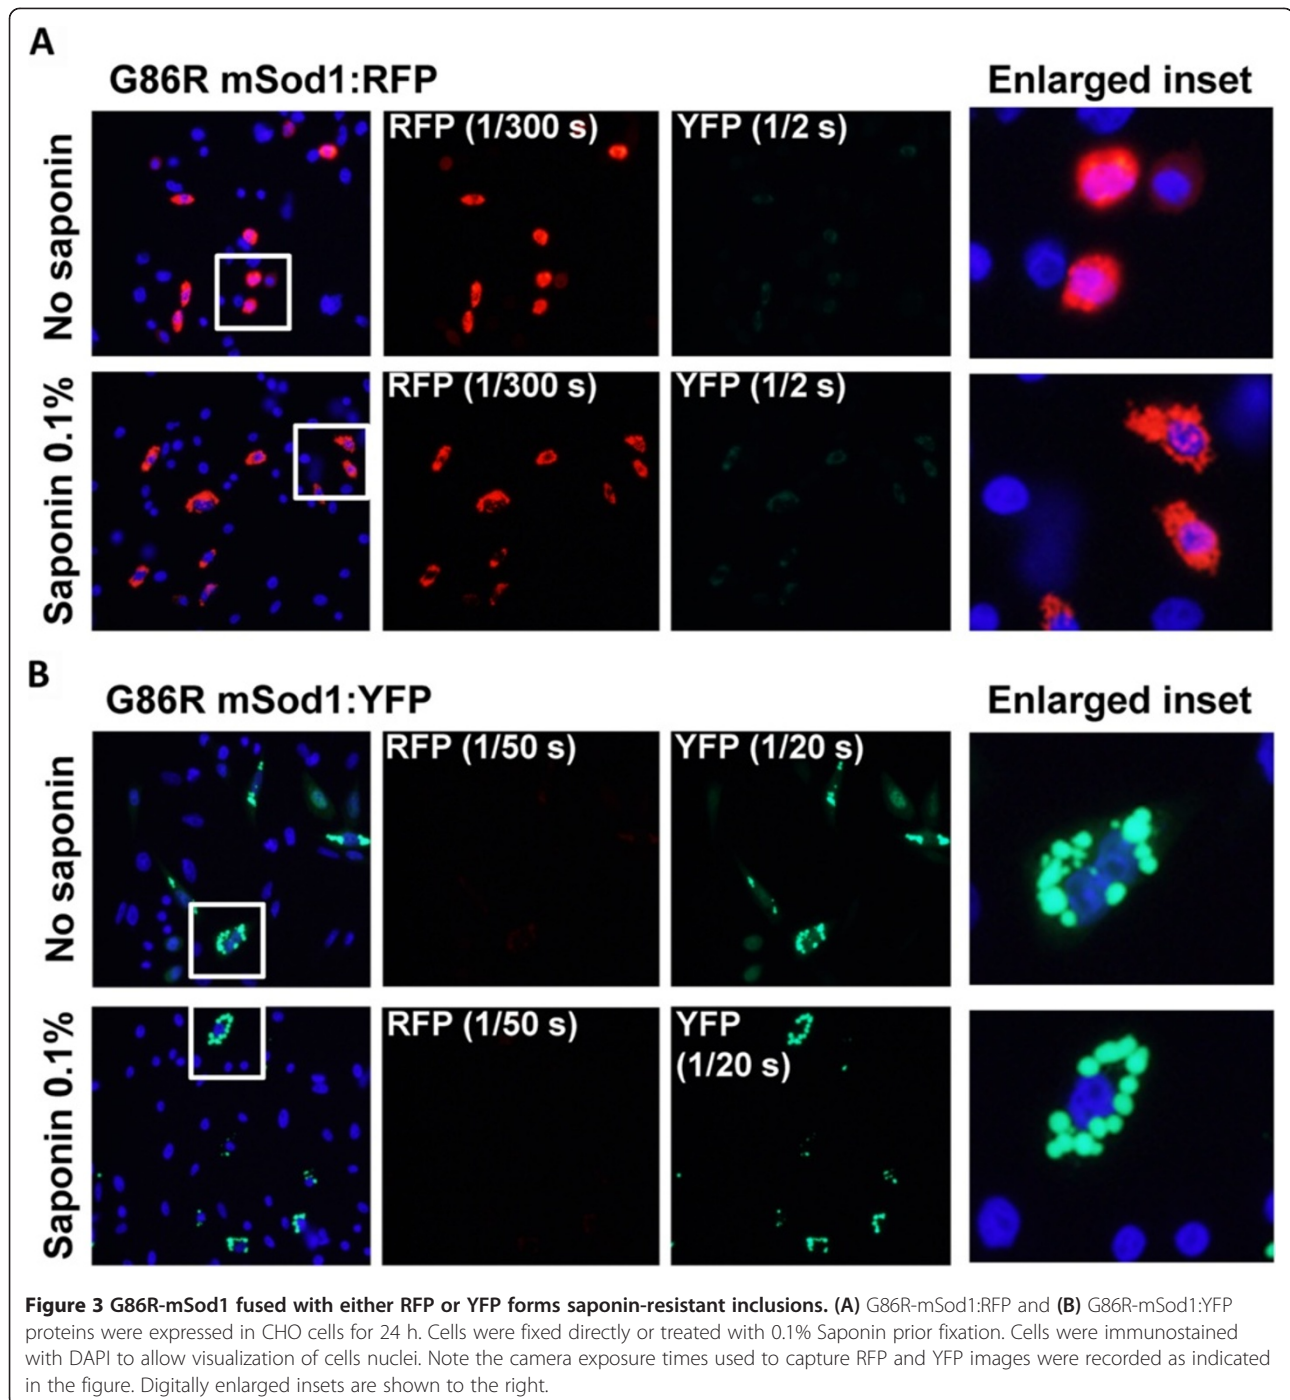 A
G86R mSod1:RFP
Enlarged inset
No saponin
RFP (1/300 s)
YFP (1/2 s)
Saponin 0.1%
RFP (1/300 s)
YFP (1/2 s)
B
G86R mSod1:YFP
Enlarged inset
No saponin
RFP (1/50 s)
YFP (1/20 s)
Saponin 0.1%
RFP (1/50 s)
YFP
(1/20 s)
Figure 3 G86R-mSod1 fused with either RFP or YFP forms saponin-resistant inclusions. (A) G86R-mSod1:RFP and (B) G86R-mSod1:YFP
proteins were expressed in CHO cells for 24 h. Cells were fixed directly or treated with 0.1% Saponin prior fixation. Cells were immunostained
with DAPI to allow visualization of cells nuclei. Note the camera exposure times used to capture RFP and YFP images were recorded as indicated
in the figure. Digitally enlarged insets are shown to the right.